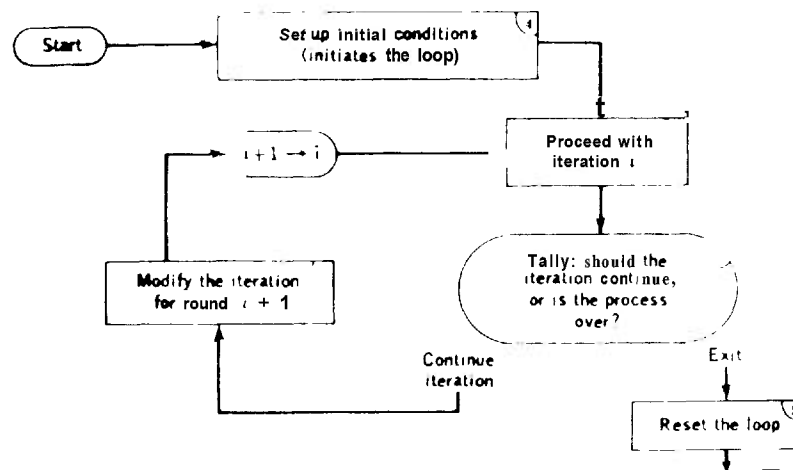 Start
Set up initial conditions
(initiates the loop)
Proceed with
iteration i
i + 1 → i
Modify the iteration
for round i + 1
Tally: should the
iteration continue,
or is the process
over?
Continue
iteration
Exit
Reset the loop